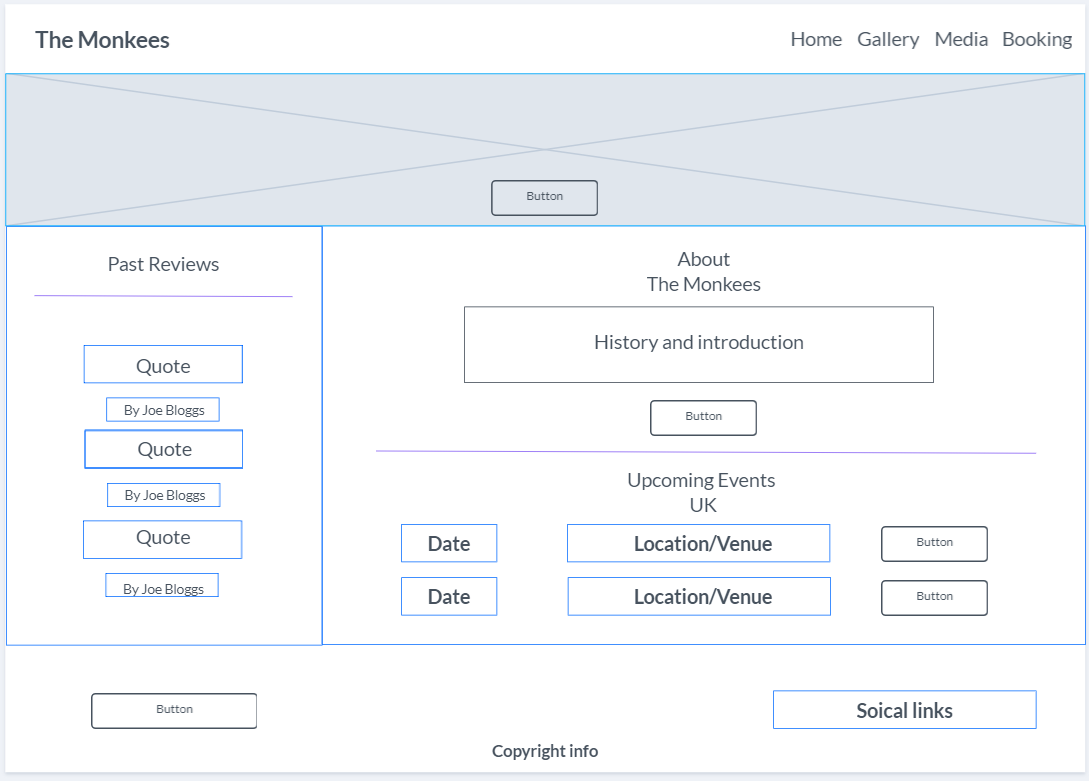 The Monkees
Home Gallery Media Booking
Button
Past Reviews
Quote
By Joe Bloggs
Quote
By Joe Bloggs
Quote
By Joe Bloggs
About
The Monkees
History and introduction
Button
Upcoming Events
UK
Date Location/Venue Button
Date Location/Venue Button
Button
Soical links
Copyright info